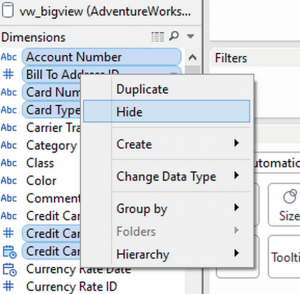 vw_bigview (AdventureWorks...
Dimensions
Abc Account Number
# Bill To Address ID
Abc Card Num
Abc Card Type
Abc Carrier Tra
Abc Category
Abc Class
Abc Color
Abc Comment
Abc Credit Car
# Credit Car
Credit Car
Currency Rate Date
# Currency Rate ID
Duplicate
Hide
Create
Change Data Type
Group by
Folders
Hierarchy
Filters
utomatic
Size
Toolti